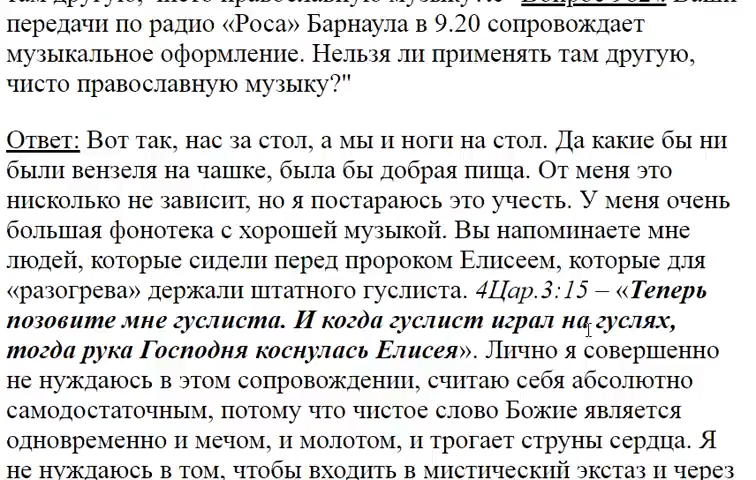 там другую, чисто православную музыку
передачи по радио «Роса» Барнаула в 9.20 сопровождает
музыкальное оформление. Нельзя ли применять там другую,
чисто православную музыку?"
Ответ: Вот так, нас за стол, а мы и ноги на стол. Да какие бы ни
были вензеля на чашке, была бы добрая пища. От меня это
нисколько не зависит, но я постараюсь это учесть. У меня очень
большая фонотека с хорошей музыкой. Вы напоминаете мне
людей, которые сидели перед пророком Елисеем, которые для
«разогрева» держали штатного гуслиста. 4Цар.3:15 – «Теперь
позовите мне гуслиста. И когда гуслист играл на гуслях,
тогда рука Господня коснулась Елисея». Лично я совершенно
не нуждаюсь в этом сопровождении, считаю себя абсолютно
самодостаточным, потому что чистое слово Божие является
одновременно и мечом, и молотом, и трогает струны сердца. Я
не нуждаюсь в том, чтобы входить в мистический экстаз и через